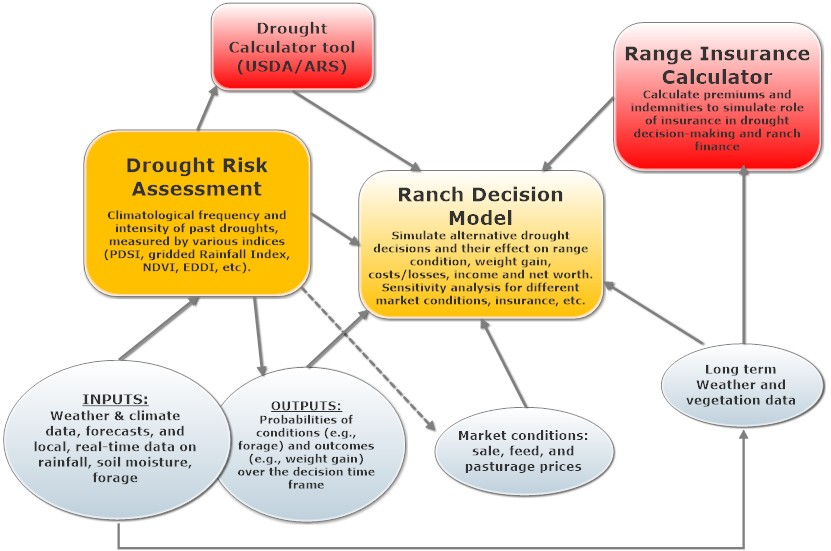 Drought
Calculator tool
(USDA/ARS)
Range Insurance
Calculator
Calculate premiums and
indemnities to simulate role
of insurance in drought
decision-making and ranch
finance
Drought Risk
Assessment
Climatological frequency and
intensity of past droughts,
measured by various indices
(PDSI, gridded Rainfall Index,
NDVI, EDDI, etc).
Ranch Decision
Model
Simulate alternative drought
decisions and their effect on range
condition, weight gain,
costs/losses, income and net worth.
Sensitivity analysis for different
market conditions, insurance, etc.
INPUTS:
Weather & climate
data, forecasts, and
local, real-time data on
rainfall, soil moisture,
forage
OUTPUTS:
Probabilities of
conditions (e.g.,
forage) and outcomes
(e.g., weight gain)
over the decision time
frame
Market conditions:
sale, feed, and
pasturage prices
Long term
Weather and
vegetation data